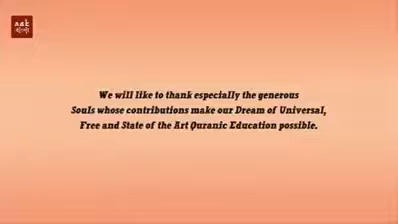 We will like to thank especially the generous
Souls whose contributions make our Dream of Universal,
Free and State of the Art Quranic Education possible.